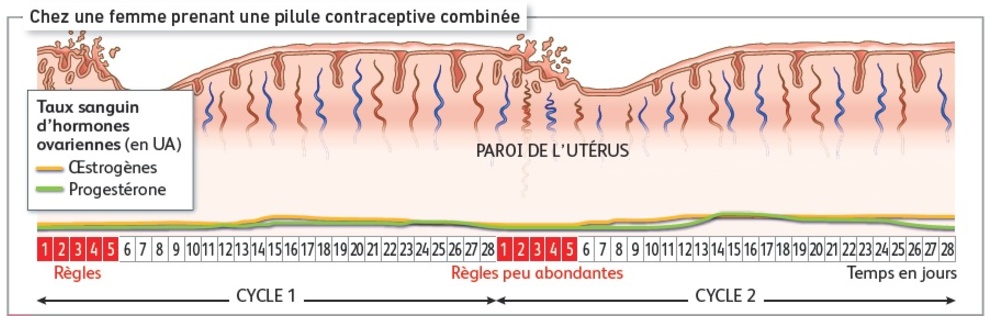 Chez une femme prenant une pilule contraceptive combinée
Taux sanguin
d'hormones
ovariennes (en UA)
Œstrogènes
Progestérone
PAROI DE L'UTÉRUS
1 2 3 4 5 6 7 8 9 10 11 12 13 14 15 16 17 18 19 20 21 22 23 24 25 26 27 28 1 2 3 4 5 6 7 8 9 10 11 12 13 14 15 16 17 18 19 20 21 22 23 24 25 26 27 28
Règles Règles peu abondantes Temps en jours
CYCLE 1 CYCLE 2